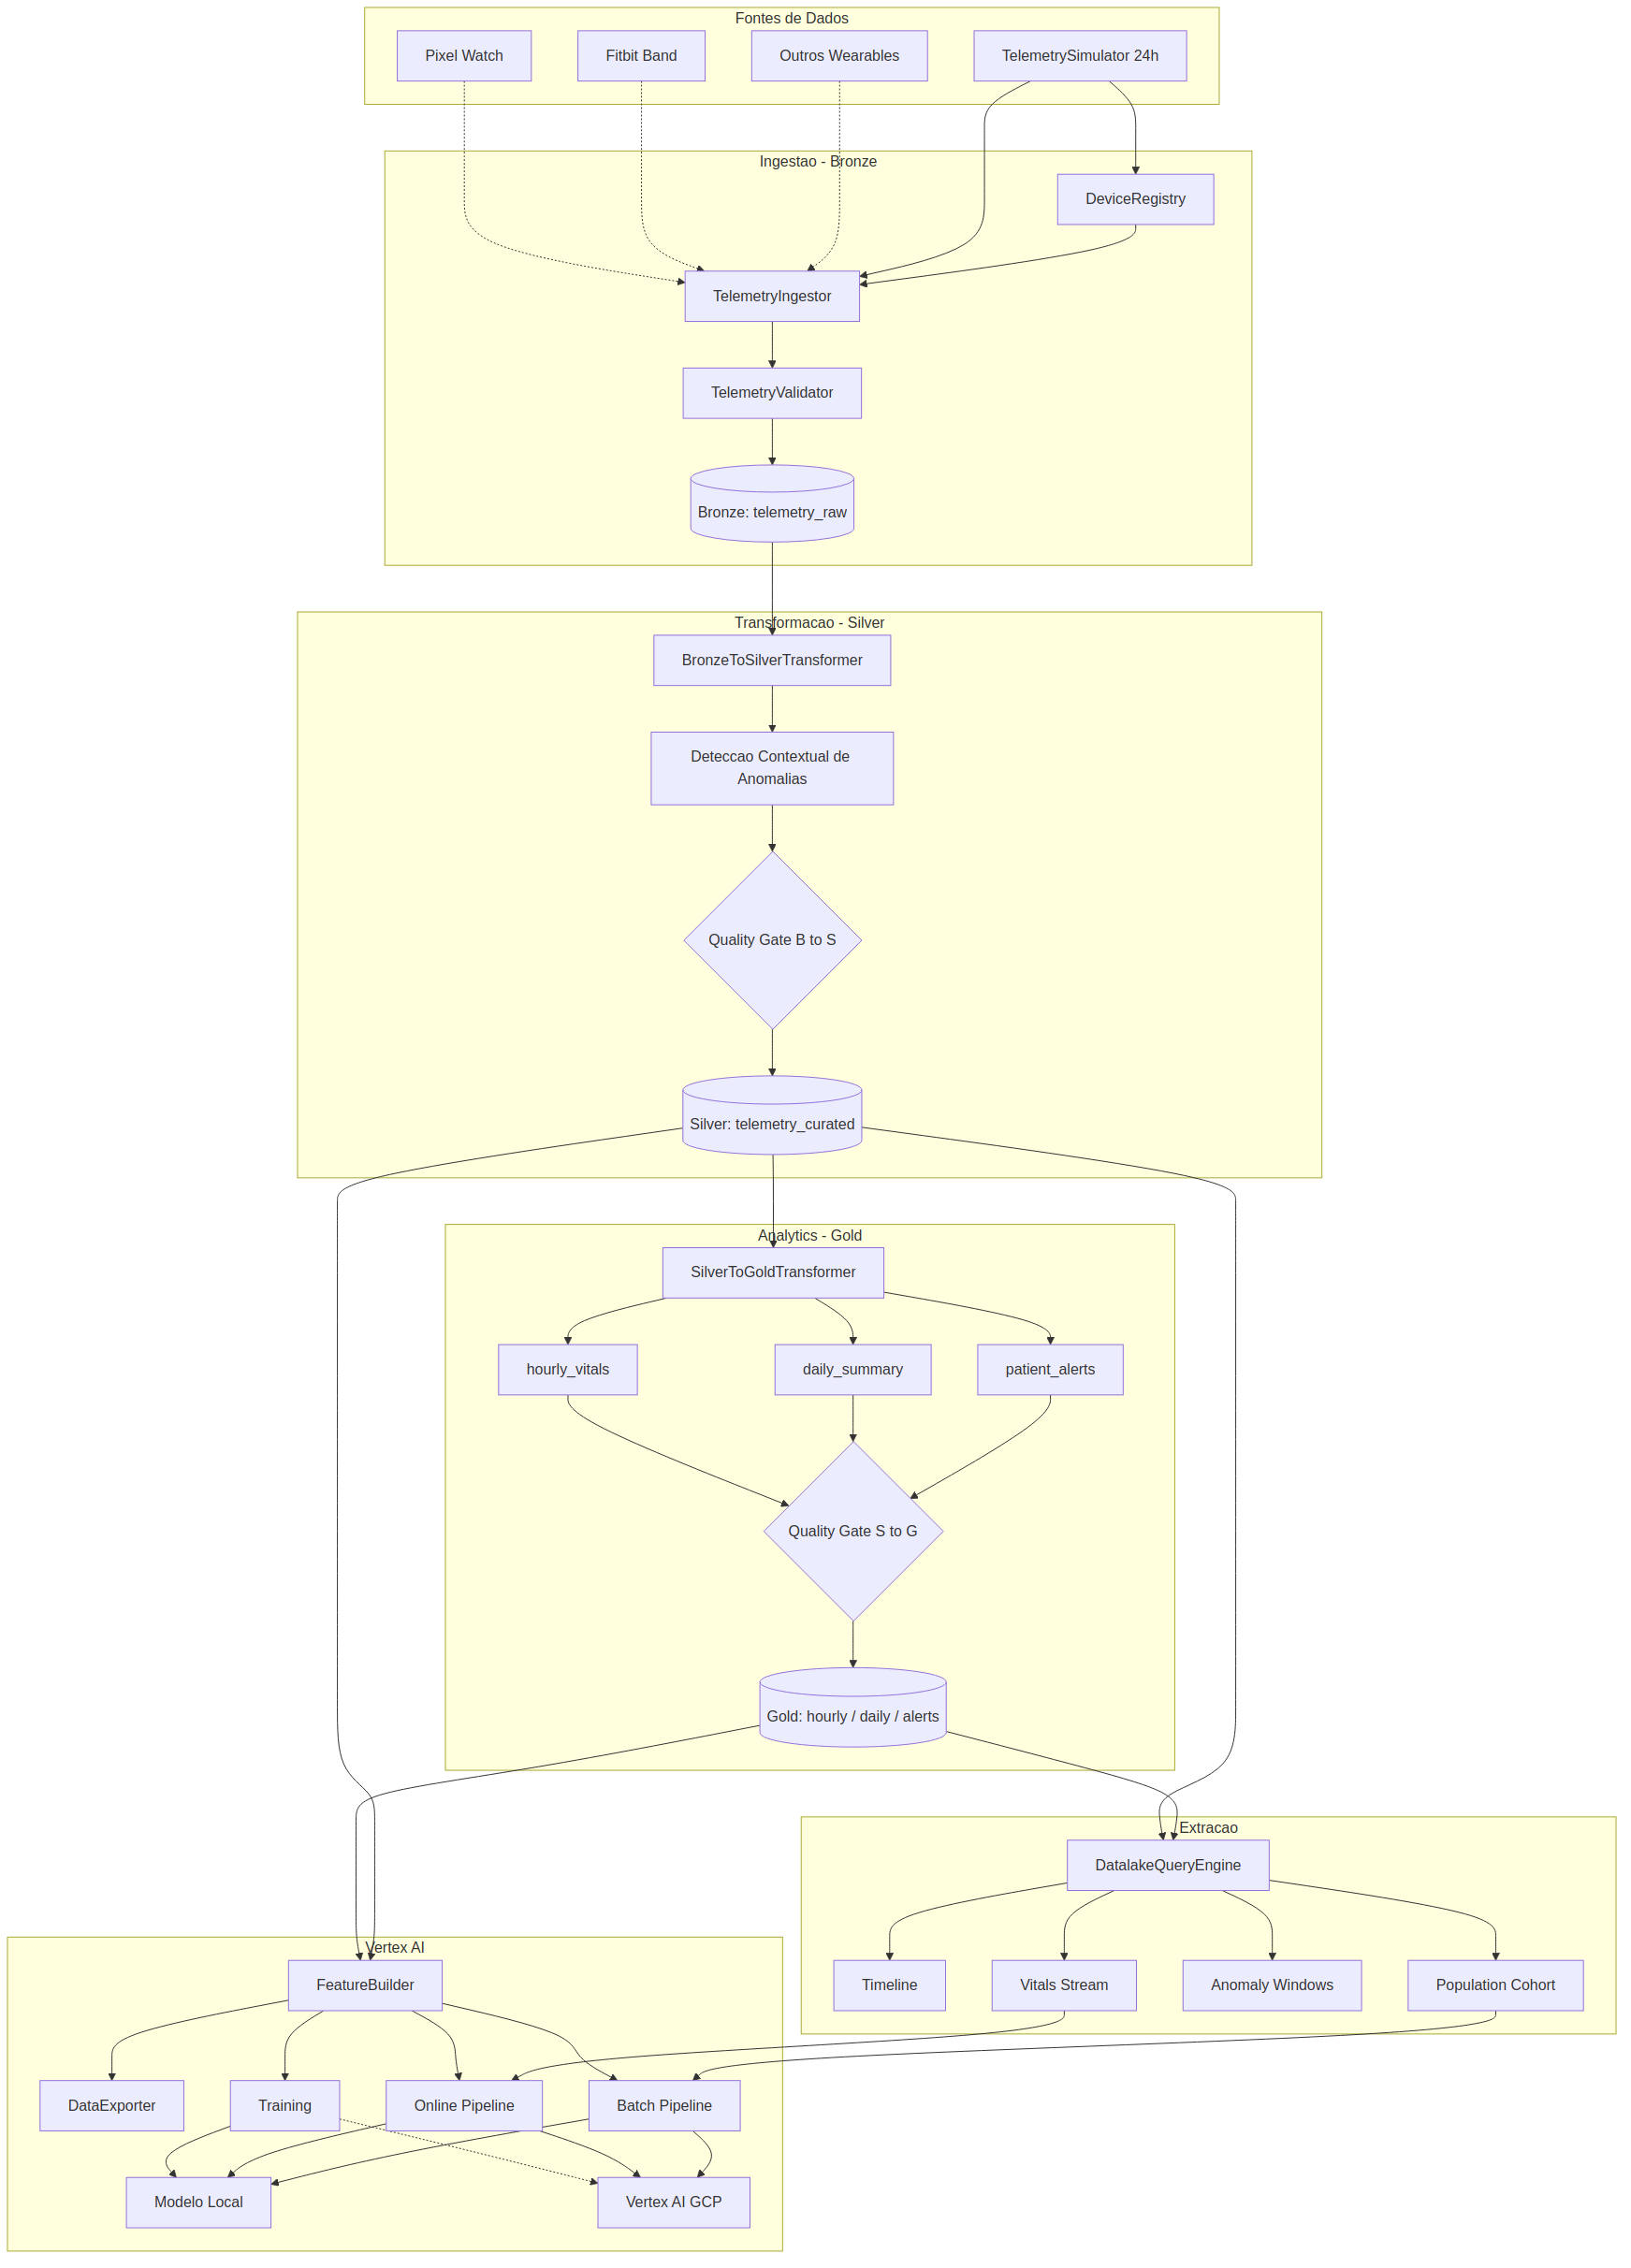 Fontes de Dados
Pixel Watch
Fitbit Band
Outros Wearables
TelemetrySimulator 24h
Ingestao - Bronze
DeviceRegistry
TelemetryIngestor
TelemetryValidator
Bronze: telemetry_raw
Transformacao - Silver
BronzeToSilverTransformer
Deteccao Contextual de
Anomalias
Quality Gate B to S
Silver: telemetry_curated
Analytics - Gold
SilverToGoldTransformer
hourly_vitals
daily_summary
patient_alerts
Quality Gate S to G
Gold: hourly / daily / alerts
Extracao
DatalakeQueryEngine
Timeline
Vitals Stream
Anomaly Windows
Population Cohort
Vertex AI
FeatureBuilder
DataExporter
Training
Online Pipeline
Batch Pipeline
Modelo Local
Vertex AI GCP